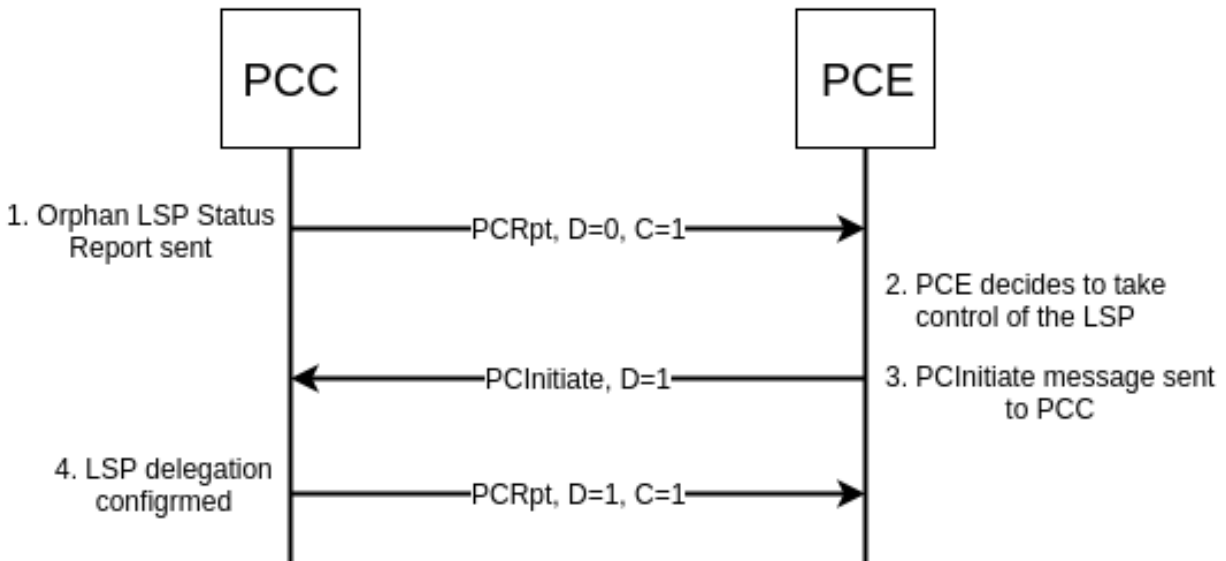 PCC
PCE
1. Orphan LSP Status
Report sent
PCRpt, D=0, C=1
2. PCE decides to take
control of the LSP
PCInitiate, D=1
3. PCInitiate message sent
to PCC
4. LSP delegation
configrmed
PCRpt, D=1, C=1